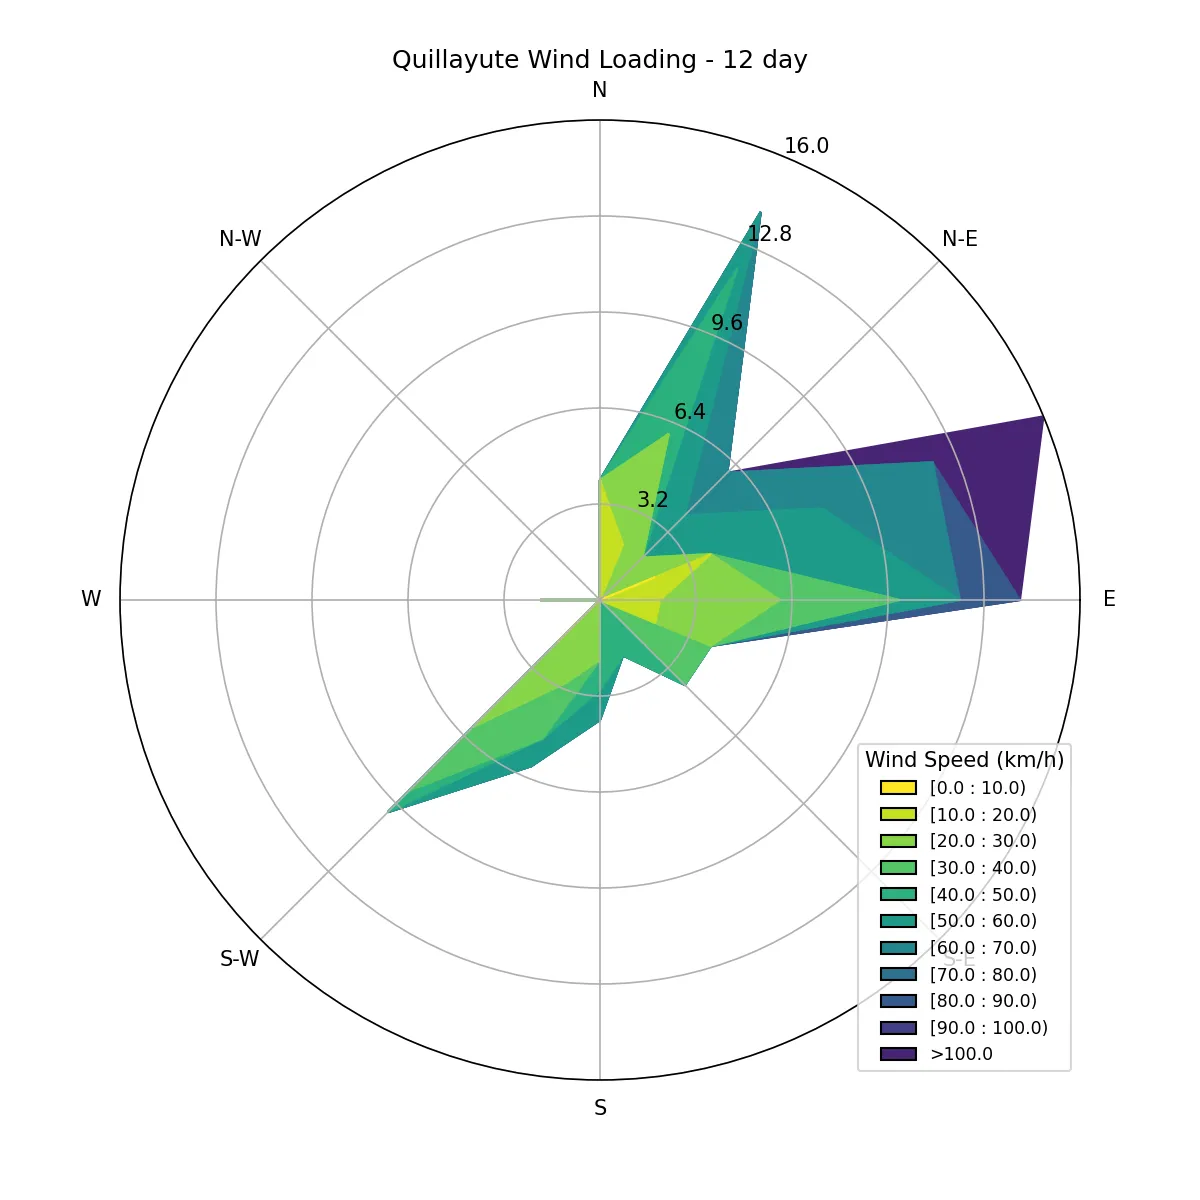 Quillayute Wind Loading - 12 day
N
16.0
12.8
N-W
N-E
9.6
6.4
3.2
W
E
Wind Speed (km/h)
[0.0 : 10.0)
[10.0 : 20.0)
[20.0 : 30.0)
[30.0 : 40.0)
[40.0 : 50.0)
[50.0 : 60.0)
[60.0 : 70.0)
[70.0 : 80.0)
[80.0 : 90.0)
[90.0 : 100.0)
>100.0
S-W
S-E
S